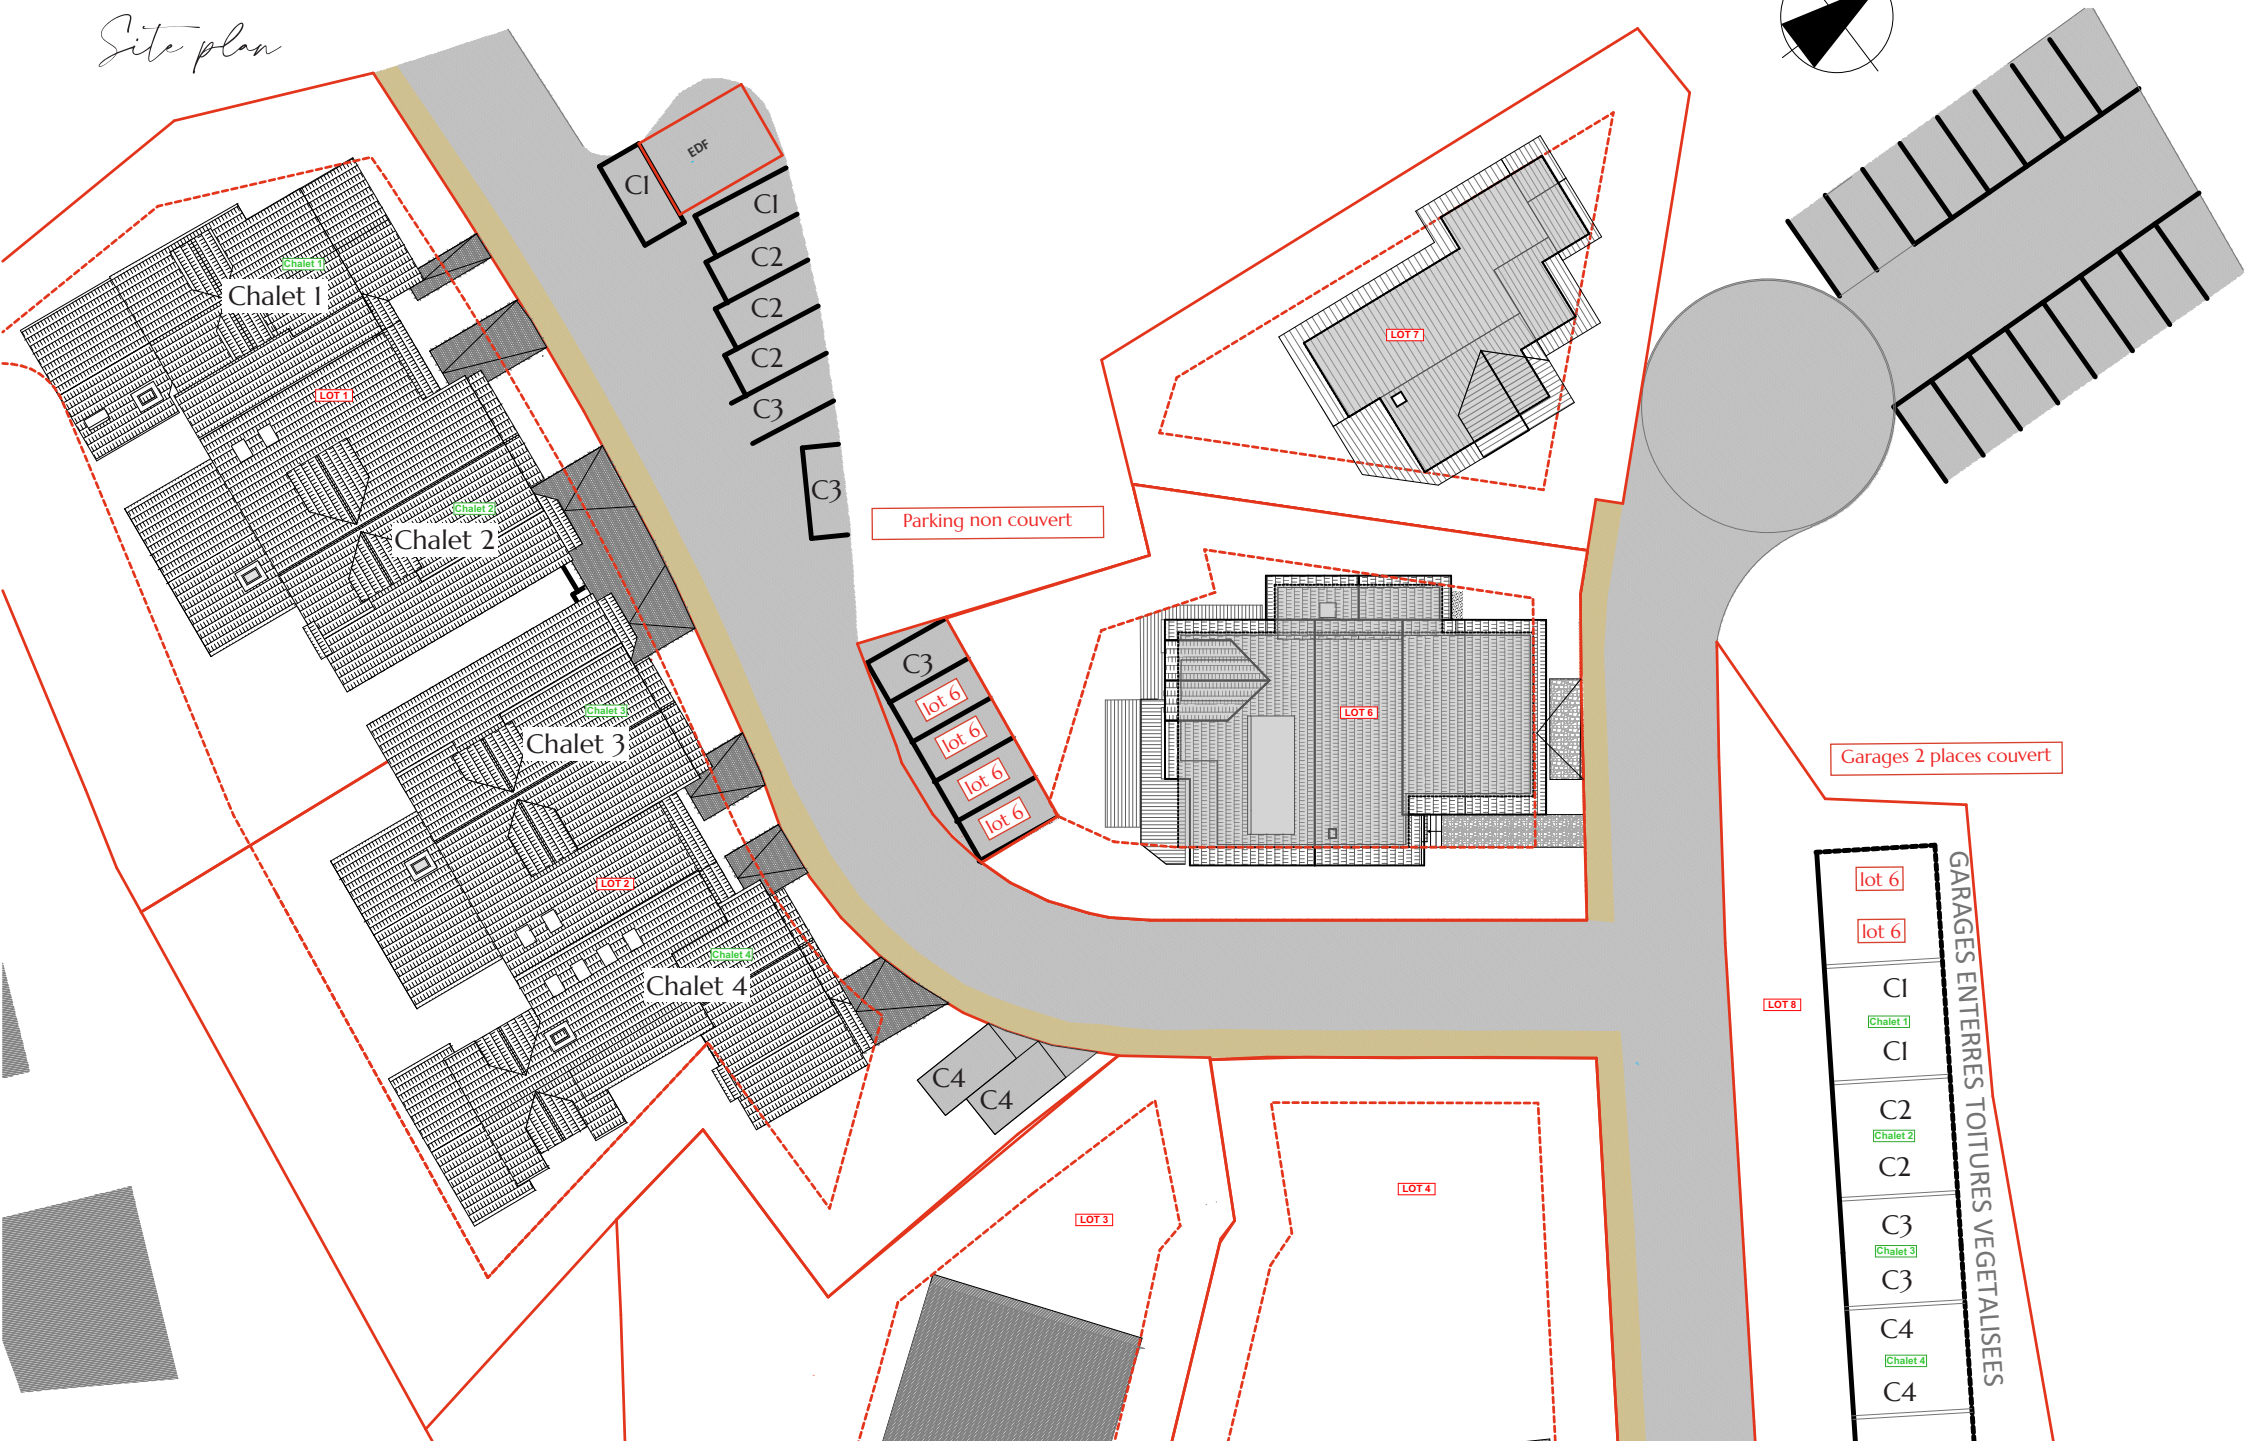 Site plan
EDF
C1
C1
C2
C2
C2
C3
C3
Chalet 1
Chalet 1
LOT 1
Chalet 2
Chalet 2
Parking non couvert
LOT 7
C3
lot 6
lot 6
lot 6
lot 6
LOT 6
Chalet 3
Chalet 3
Garages 2 places couvert
LOT 2
Chalet 4
Chalet 4
C4
C4
LOT 3
LOT 4
LOT 8
lot 6
lot 6
C1
Chalet 1
C1
C2
Chalet 2
C2
C3
Chalet 3
C3
C4
Chalet 4
C4
GARAGES ENTERRES TOITURES VEGETALISEES